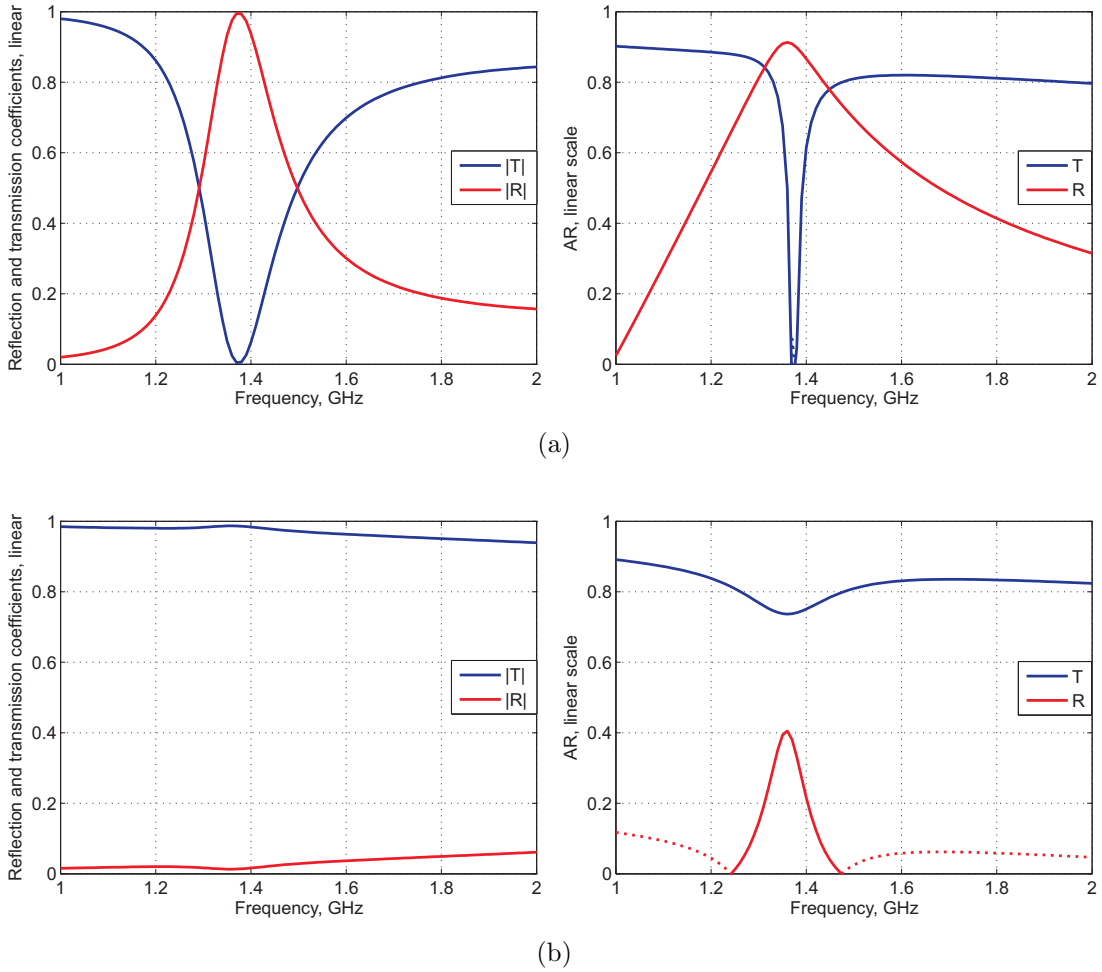 Reflection and transmission coefficients, linear
1
0.8
0.6
0.4
0.2
0
1
1.2
1.4
1.6
1.8
2
Frequency, GHz
|T|
|R|
AR, linear scale
1
0.8
0.6
0.4
0.2
0
1
1.2
1.4
1.6
1.8
2
Frequency, GHz
T
R
(a)
Reflection and transmission coefficients, linear
1
0.8
0.6
0.4
0.2
0
1
1.2
1.4
1.6
1.8
2
Frequency, GHz
|T|
|R|
AR, linear scale
1
0.8
0.6
0.4
0.2
0
1
1.2
1.4
1.6
1.8
2
Frequency, GHz
T
R
(b)